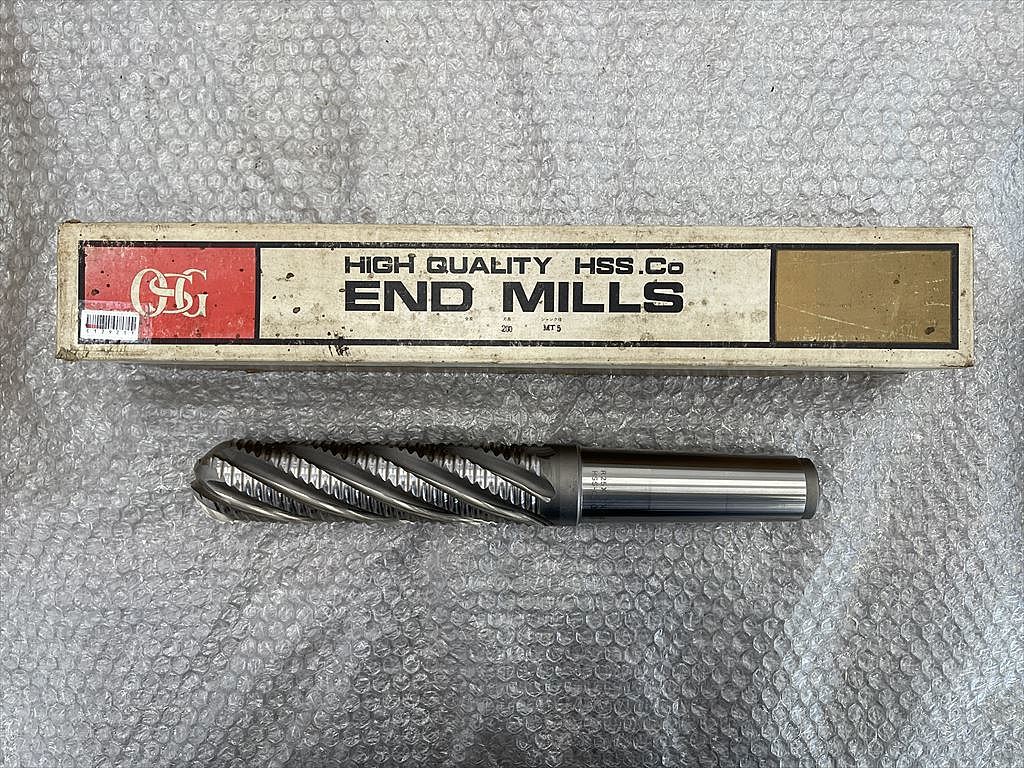 OSG
HIGH QUALITY HSS.Co
END MILLS
200 MT5